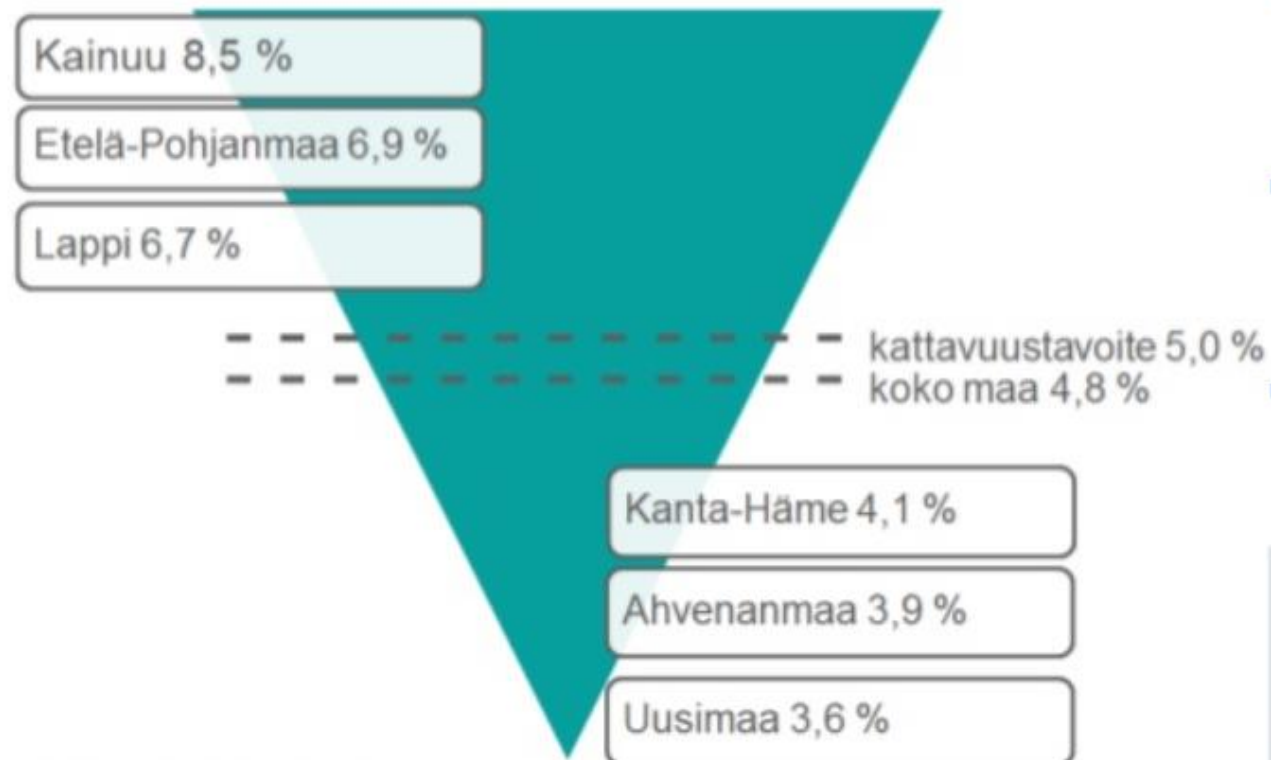 Kainuu 8,5 %
Etelä-Pohjanmaa 6,9 %
Lappi 6,7 %
kattavuustavoite 5,0 %
koko maa 4,8 %
Kanta-Häme 4,1 %
Ahvenanmaa 3,9 %
Uusimaa 3,6 %